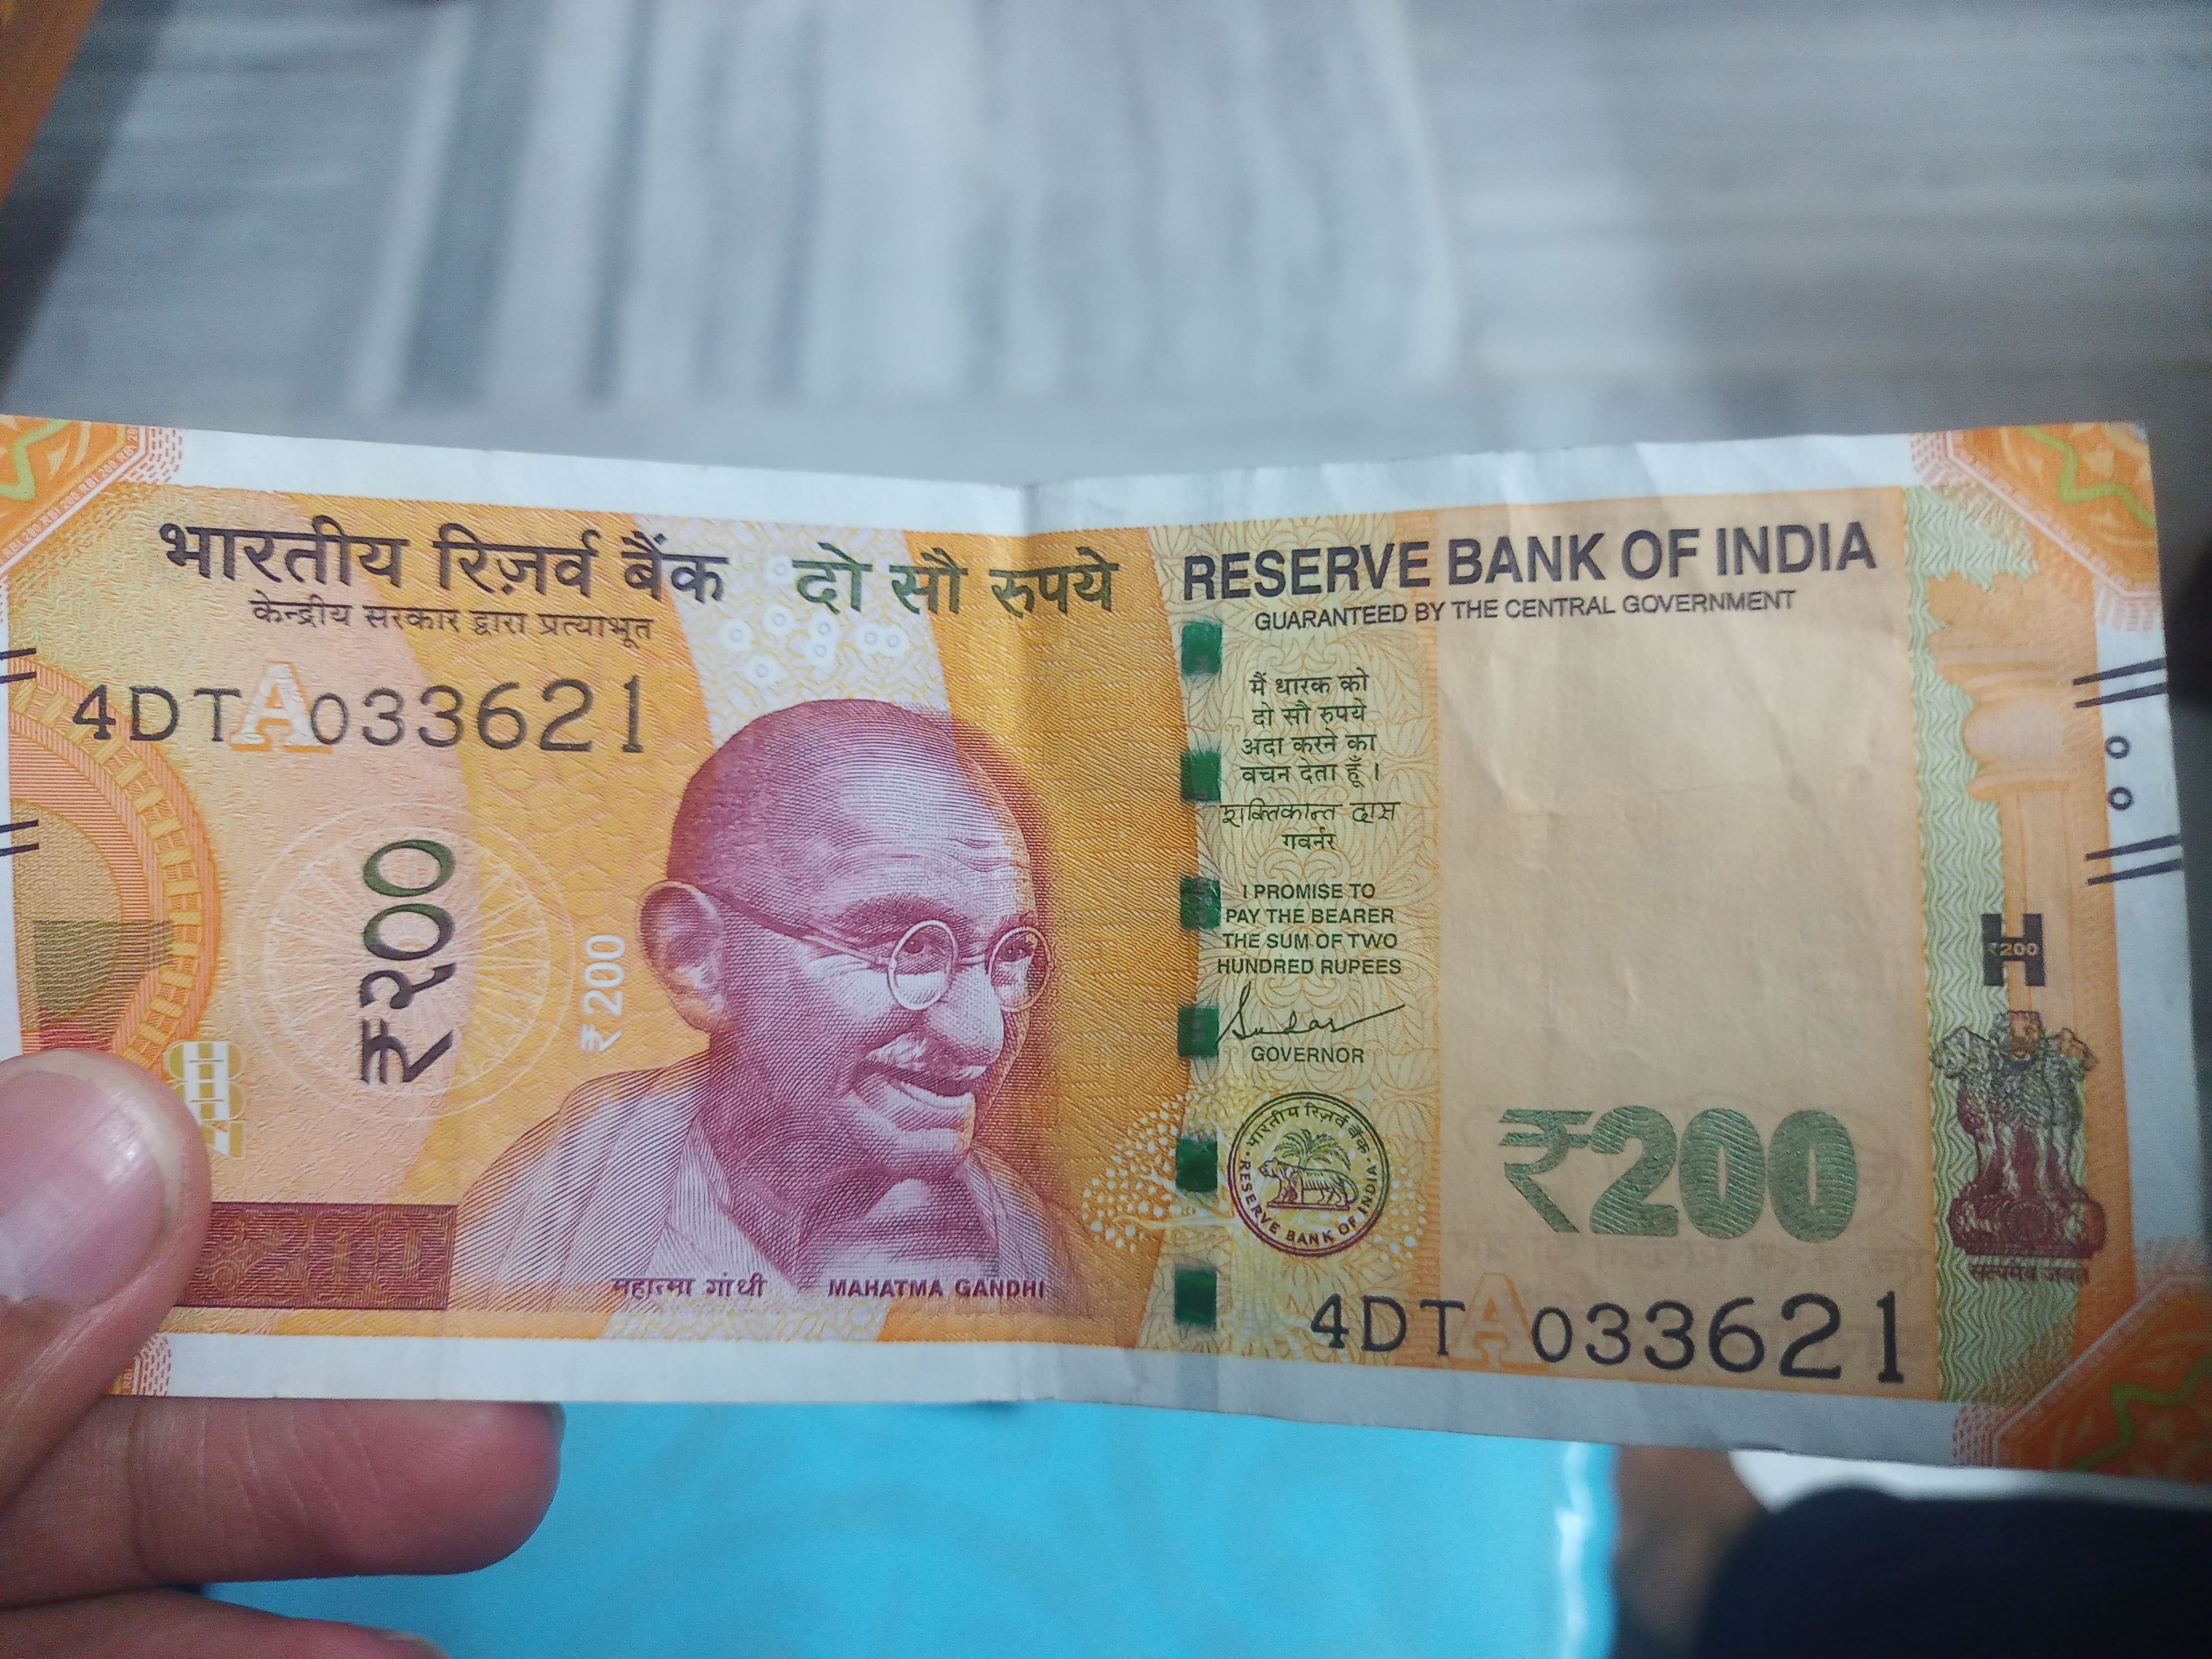 भारतीय रिज़र्व बैंक
केन्द्रीय सरकार द्वारा प्रत्याभूत
दो सौ रुपये
RESERVE BANK OF INDIA
GUARANTEED BY THE CENTRAL GOVERNMENT
4DTA033621
₹२००
₹200
200
महात्मा गांधी MAHATMA GANDHI
मैं धारक को
दो सौ रुपये
अदा करने का
वचन देता हूँ ।
शक्तिकान्त दास
गवर्नर
I PROMISE TO
PAY THE BEARER
THE SUM OF TWO
HUNDRED RUPEES
GOVERNOR
भारतीय रिज़र्व बैंक
RESERVE BANK OF INDIA
₹200
H
₹200
सत्यमेव जयते
4DTA033621